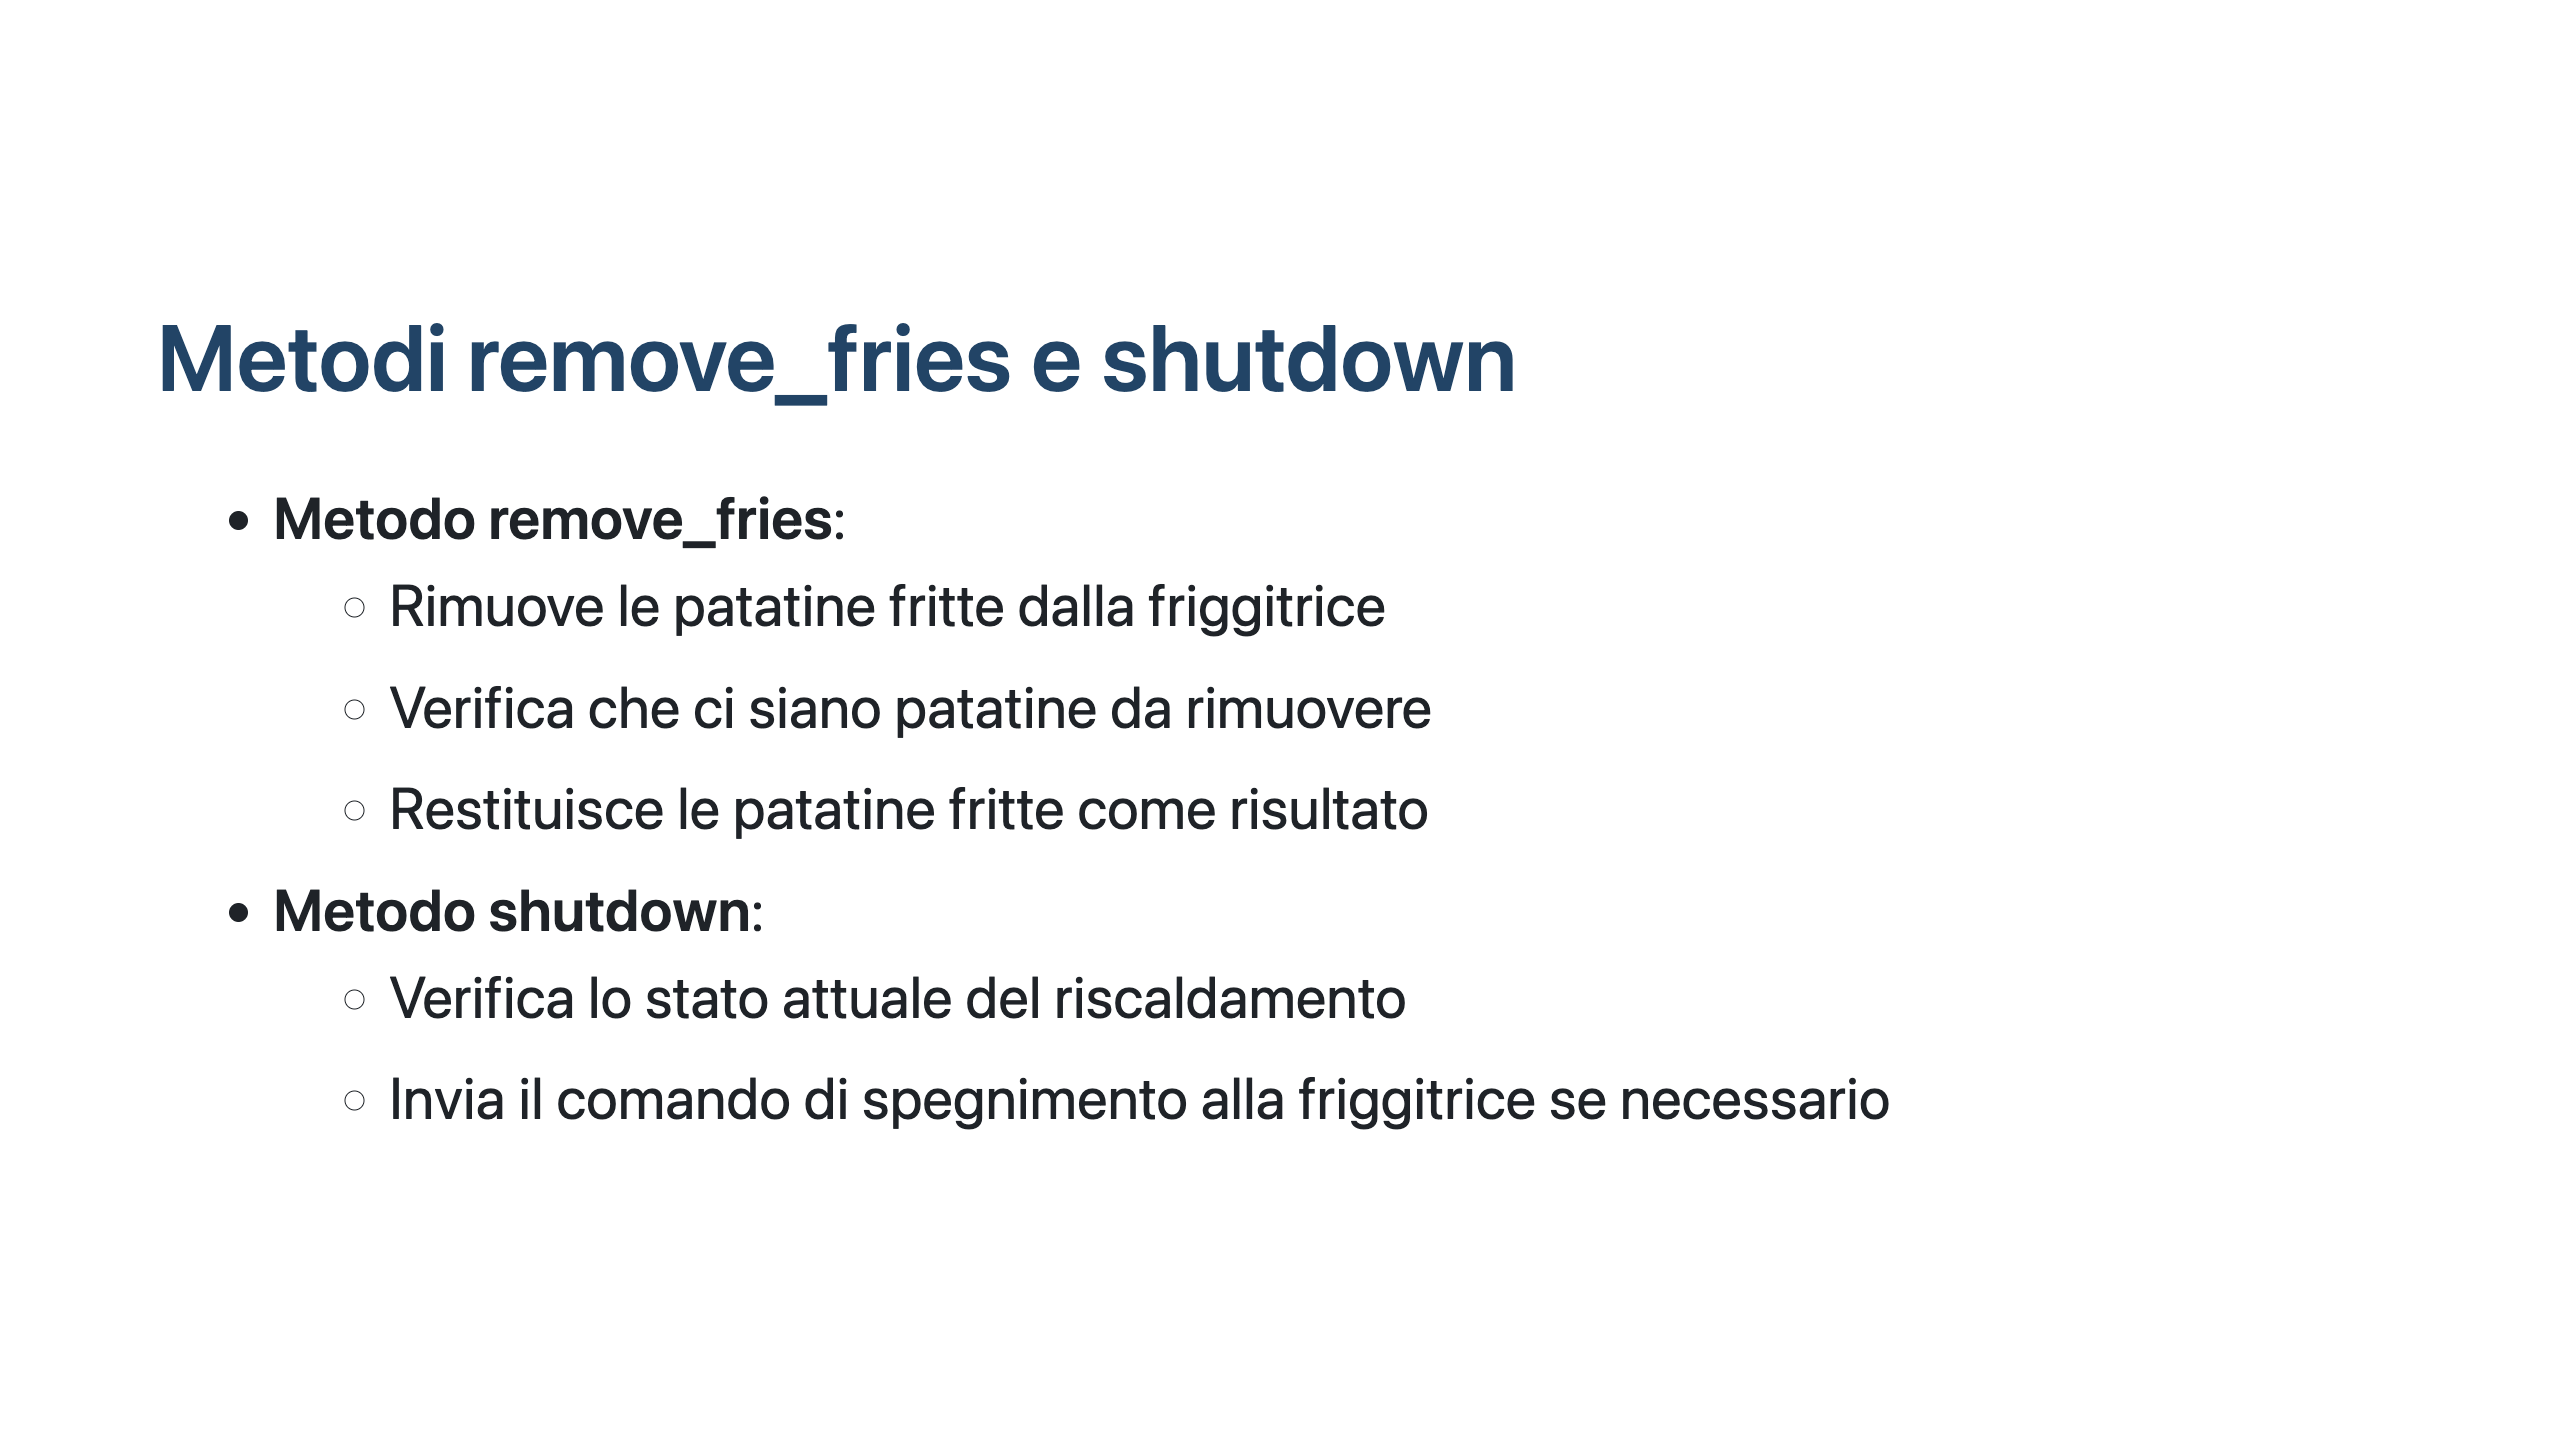 Metodi remove_fries e shutdown
• Metodo remove_fries:
○ Rimuove le patatine fritte dalla friggitrice
○ Verifica che ci siano patatine da rimuovere
○ Restituisce le patatine fritte come risultato
• Metodo shutdown:
○ Verifica lo stato attuale del riscaldamento
○ Invia il comando di spegnimento alla friggitrice se necessario